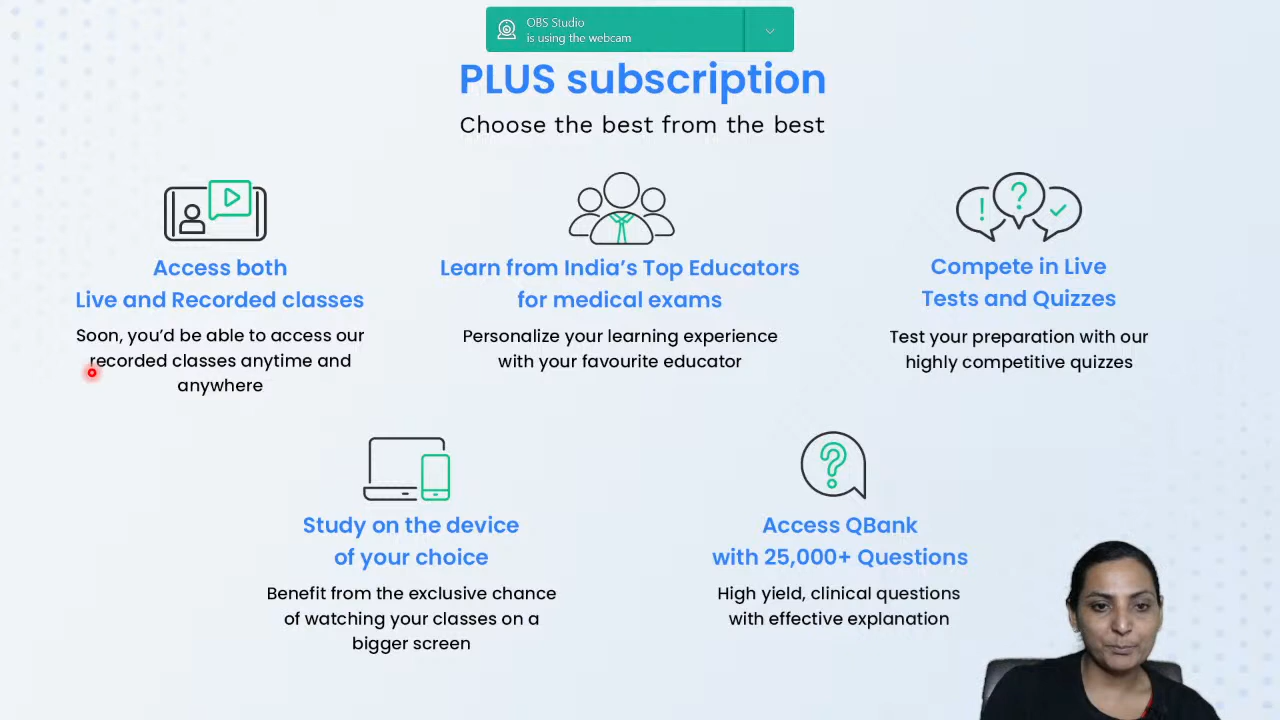 OBS Studio
is using the webcam
PLUS subscription
Choose the best from the best
Access both
Live and Recorded classes
Soon, you’d be able to access our
recorded classes anytime and
anywhere
Learn from India’s Top Educators
for medical exams
Personalize your learning experience
with your favourite educator
Compete in Live
Tests and Quizzes
Test your preparation with our
highly competitive quizzes
Study on the device
of your choice
Benefit from the exclusive chance
of watching your classes on a
bigger screen
Access QBank
with 25,000+ Questions
High yield, clinical questions
with effective explanation